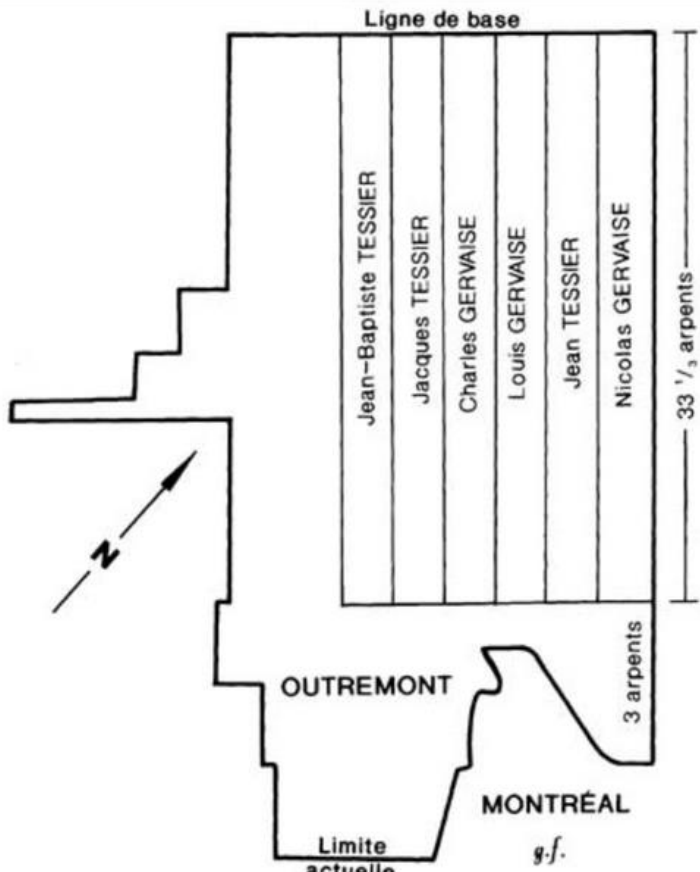 Ligne de base
Jean-Baptiste TESSIER
Jacques TESSIER
Charles GERVAISE
Louis GERVAISE
Jean TESSIER
Nicolas GERVAISE
33 1/3 arpents
N
3 arpents
OUTREMONT
MONTRÉAL
g.f.
Limite
actuelle